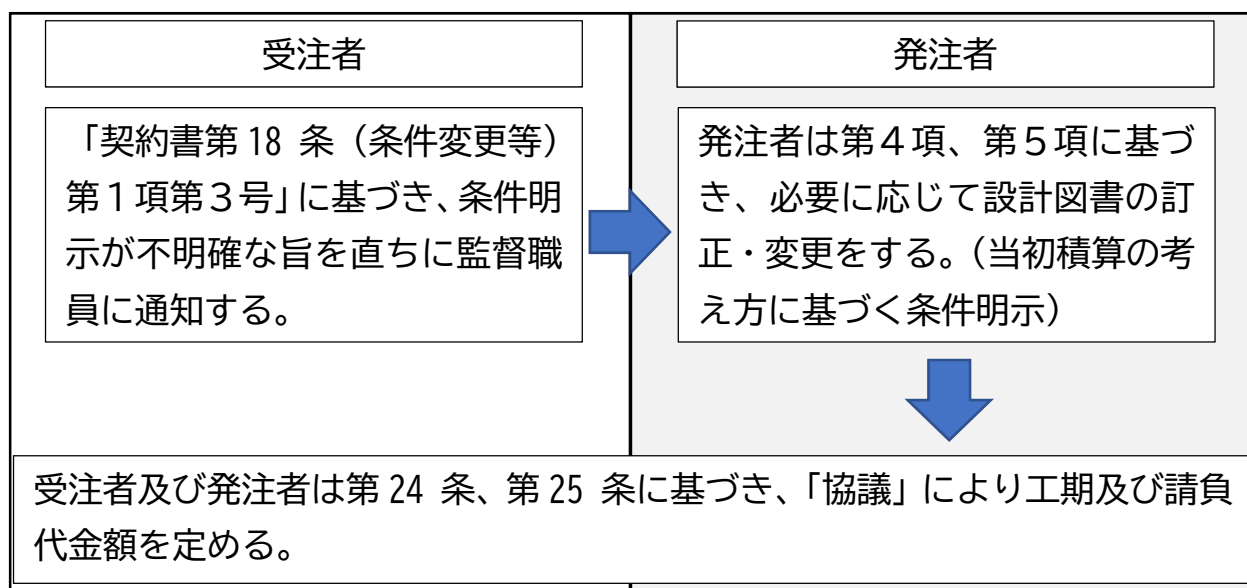 受注者
「契約書第 18 条（条件変更等）
第１項第３号」に基づき、条件明
示が不明確な旨を直ちに監督職
員に通知する。
発注者
発注者は第４項、第５項に基づ
き、必要に応じて設計図書の訂
正・変更をする。（当初積算の考
え方に基づく条件明示）
受注者及び発注者は第 24 条、第 25 条に基づき、「協議」により工期及び請負
代金額を定める。